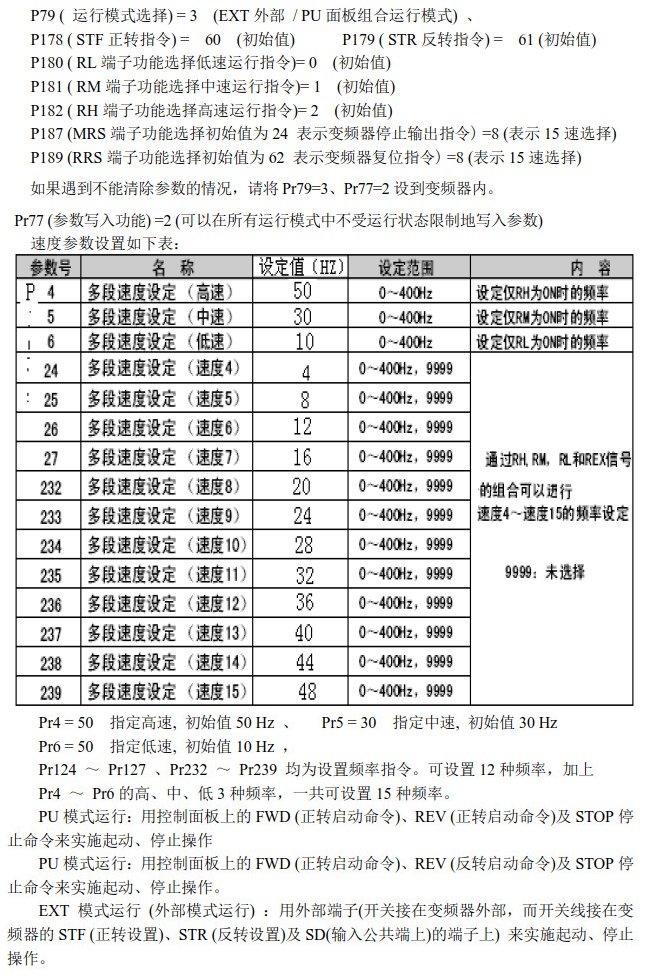 P79 ( 运行模式选择) = 3 (EXT 外部 / PU 面板组合运行模式) 、
P178 ( STF 正转指令) = 60 (初始值) P179 ( STR 反转指令) = 61 (初始值)
P180 ( RL 端子功能选择低速运行指令)= 0 (初始值)
P181 ( RM 端子功能选择中速运行指令)= 1 (初始值)
P182 ( RH 端子功能选择高速运行指令)= 2 (初始值)
P187 (MRS 端子功能选择初始值为 24 表示变频器停止输出指令）=8 (表示 15 速选择)
P189 (RRS 端子功能选择初始值为 62 表示变频器复位指令）=8 (表示 15 速选择)
如果遇到不能清除参数的情况，请将 Pr79=3、Pr77=2 设到变频器内。
Pr77 (参数写入功能) =2 (可以在所有运行模式中不受运行状态限制地写入参数)
速度参数设置如下表：
参数号 名 称 设定值（HZ） 设定范围 内 容
P 4 多段速度设定（高速） 50 0～400Hz 设定仅RH为ON时的频率
5 多段速度设定（中速） 30 0～400Hz 设定仅RM为ON时的频率
6 多段速度设定（低速） 10 0～400Hz 设定仅RL为ON时的频率
24 多段速度设定（速度4） 4 0～400Hz，9999
25 多段速度设定（速度5） 8 0～400Hz，9999
26 多段速度设定（速度6） 12 0～400Hz，9999
27 多段速度设定（速度7） 16 0～400Hz，9999 通过RH,RM，RL和REX信号
232 多段速度设定（速度8） 20 0～400Hz，9999 的组合可以进行
233 多段速度设定（速度9） 24 0～400Hz，9999 速度4～速度15的频率设定
234 多段速度设定（速度10） 28 0～400Hz，9999
235 多段速度设定（速度11） 32 0～400Hz，9999 9999：未选择
236 多段速度设定（速度12） 36 0～400Hz，9999
237 多段速度设定（速度13） 40 0～400Hz，9999
238 多段速度设定（速度14） 44 0～400Hz，9999
239 多段速度设定（速度15） 48 0～400Hz，9999
Pr4 = 50 指定高速, 初始值 50 Hz 、 Pr5 = 30 指定中速, 初始值 30 Hz
Pr6 = 50 指定低速, 初始值 10 Hz ，
Pr124 ～ Pr127 、Pr232 ～ Pr239 均为设置频率指令。可设置 12 种频率，加上
Pr4 ～ Pr6 的高、中、低 3 种频率，一共可设置 15 种频率。
PU 模式运行：用控制面板上的 FWD (正转启动命令)、REV (正转启动命令)及 STOP 停
止命令来实施起动、停止操作
PU 模式运行：用控制面板上的 FWD (正转启动命令)、REV (反转启动命令)及 STOP 停
止命令来实施起动、停止操作。
EXT 模式运行 (外部模式运行) ：用外部端子(开关接在变频器外部，而开关线接在变
频器的 STF (正转设置)、STR (反转设置)及 SD(输入公共端上)的端子上) 来实施起动、停止
操作。